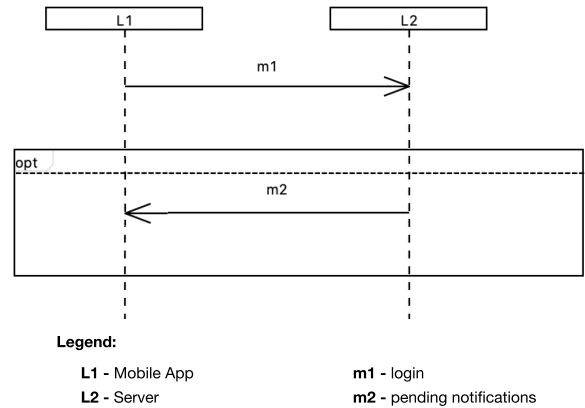 L1 L2
m1
opt
m2
Legend:
L1 - Mobile App m1 - login
L2 - Server m2 - pending notifications